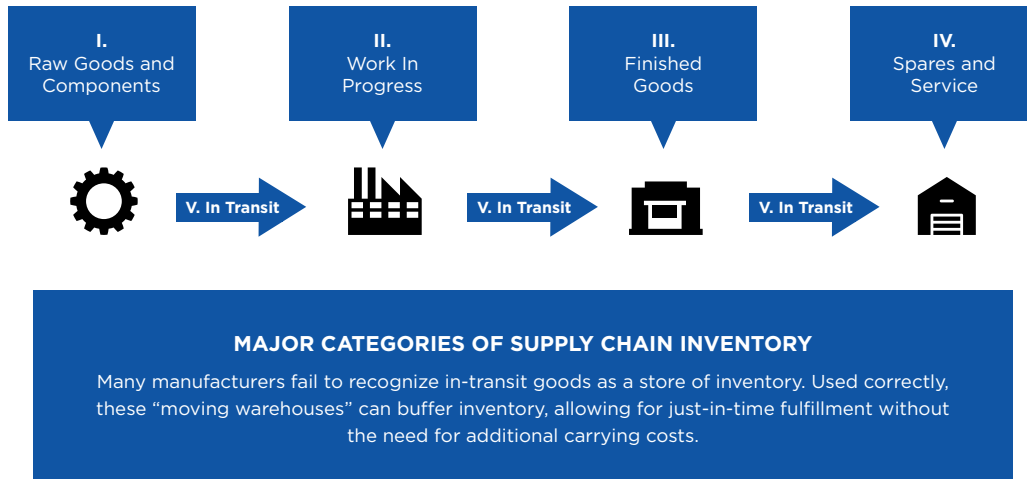 I.
Raw Goods and
Components
II.
Work In
Progress
III.
Finished
Goods
IV.
Spares and
Service
V. In Transit
V. In Transit
V. In Transit
MAJOR CATEGORIES OF SUPPLY CHAIN INVENTORY
Many manufacturers fail to recognize in-transit goods as a store of inventory. Used correctly,
these “moving warehouses” can buffer inventory, allowing for just-in-time fulfillment without
the need for additional carrying costs.